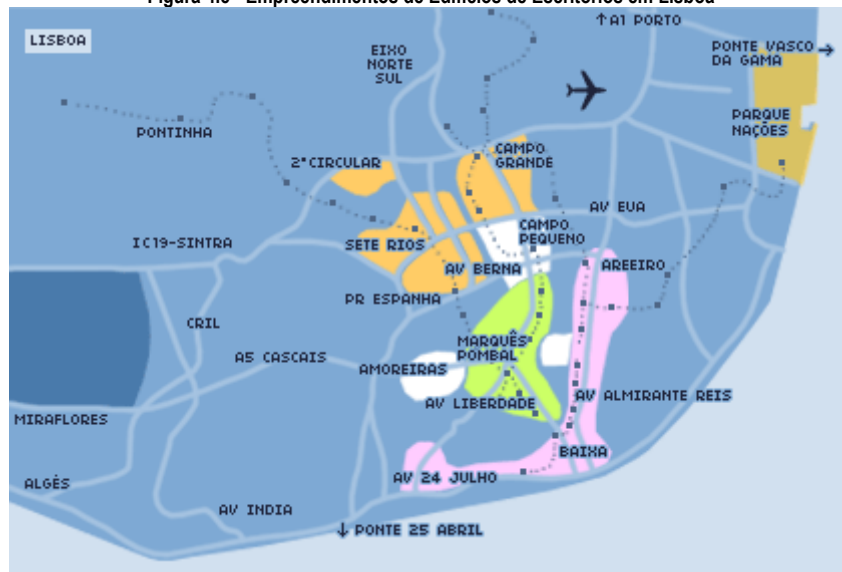 Figura 4.6 - Empreendimentos de Edifícios de Escritórios em Lisboa
↑ A1 PORTO
LISBOA
EIXO
NORTE
SUL
PONTE VASCO →
DA GAMA
PARQUE
NAÇÕES
PONTINHA
CAMPO
GRANDE
2ª CIRCULAR
AV EUA
CAMPO
PEQUENO
IC19-SINTRA
SETE RIOS
AREEIRO
AV BERNA
PR ESPANHA
CRIL
MARQUÊS
POMBAL
A5 CASCAIS
AMOREIRAS
AV LIBERDADE
AV ALMIRANTE REIS
MIRAFLORES
BAIXA
AV 24 JULHO
ALGÉS
AV INDIA
↓ PONTE 25 ABRIL